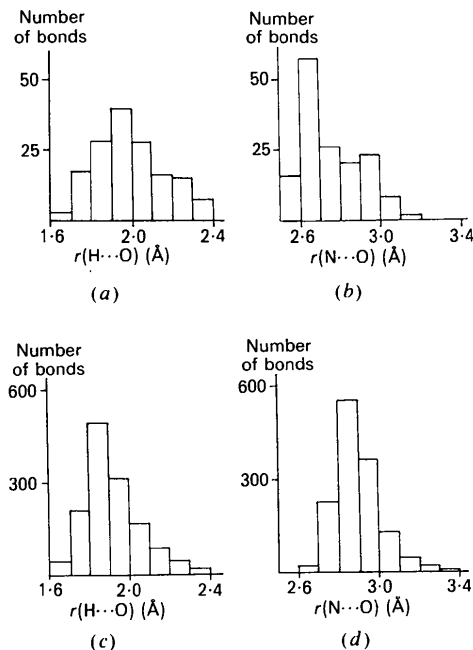 Number
of bonds
50
25
1·6
2·0
2·4
r(H···O) (Å)
(a)
Number
of bonds
50
25
2·6
3·0
3·4
r(N···O) (Å)
(b)
Number
of bonds
600
300
1·6
2·0
2·4
r(H···O) (Å)
(c)
Number
of bonds
600
300
2·6
3·0
3·4
r(N···O) (Å)
(d)